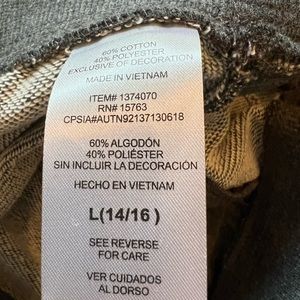 60% COTTON
40% POLYESTER
EXCLUSIVE OF DECORATION
MADE IN VIETNAM
ITEM# 1374070
RN# 15763
CPSIA#AUTN92137130618
60% ALGODÓN
40% POLIÉSTER
SIN INCLUIR LA DECORACIÓN
HECHO EN VIETNAM
L(14/16 )
SEE REVERSE
FOR CARE
VER CUIDADOS
AL DORSO